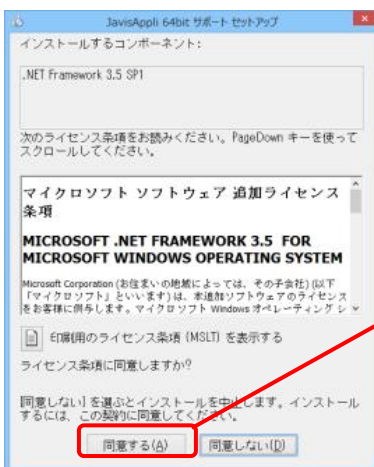 JavisAppli 64bit サポート セットアップ
インストールするコンポーネント:
.NET Framework 3.5 SP1
次のライセンス条項をお読みください。PageDown キーを使って
スクロールしてください。
マイクロソフト ソフトウェア 追加ライセンス
条項
MICROSOFT .NET FRAMEWORK 3.5 FOR
MICROSOFT WINDOWS OPERATING SYSTEM
Microsoft Corporation (お住まいの地域によっては、その子会社) (以下
「マイクロソフト」といいます) は、本追加ソフトウェアのライセンス
をお客様に供与します。マイクロソフト Windows オペレーティング シ
印刷用のライセンス条項 (MSLT) を表示する
ライセンス条項に同意しますか?
[同意しない] を選ぶとインストールを中止します。インストール
するには、この契約に同意してください。
同意する(A)
同意しない(D)